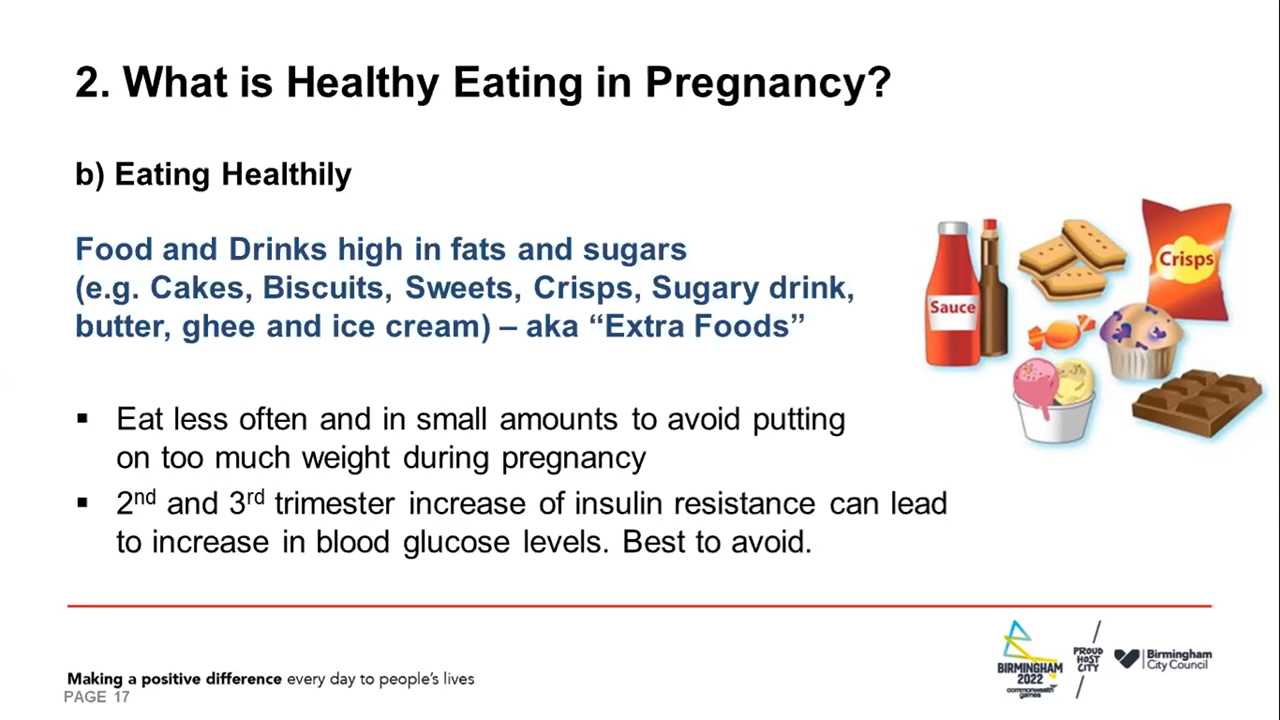 2. What is Healthy Eating in Pregnancy?
b) Eating Healthily
Food and Drinks high in fats and sugars
(e.g. Cakes, Biscuits, Sweets, Crisps, Sugary drink,
butter, ghee and ice cream) – aka “Extra Foods”
Sauce
Crisps
▪ Eat less often and in small amounts to avoid putting
on too much weight during pregnancy
▪ 2nd and 3rd trimester increase of insulin resistance can lead
to increase in blood glucose levels. Best to avoid.
Making a positive difference every day to people’s lives
PAGE 17
BIRMINGHAM
2022
commonwealth
games
PROUD
HOST
CITY
Birmingham
City Council